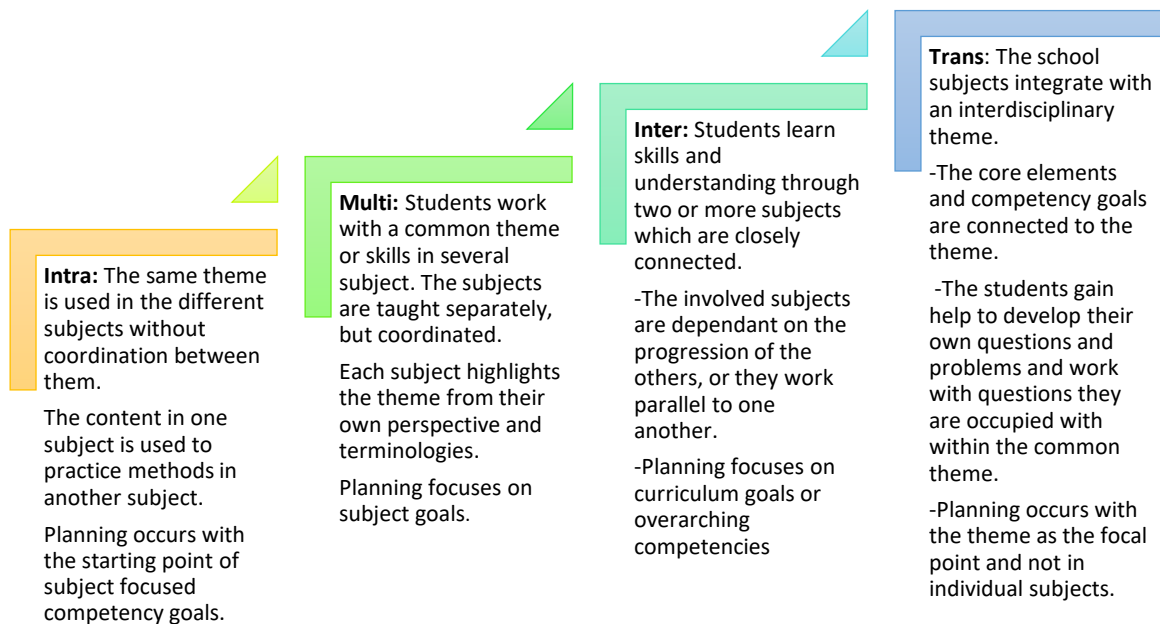 Intra: The same theme
is used in the different
subjects without
coordination between
them.
The content in one
subject is used to
practice methods in
another subject.
Planning occurs with
the starting point of
subject focused
competency goals.
Multi: Students work
with a common theme
or skills in several
subject. The subjects
are taught separately,
but coordinated.
Each subject highlights
the theme from their
own perspective and
terminologies.
Planning focuses on
subject goals.
Inter: Students learn
skills and
understanding through
two or more subjects
which are closely
connected.
-The involved subjects
are dependant on the
progression of the
others, or they work
parallel to one
another.
-Planning focuses on
curriculum goals or
overarching
competencies
Trans: The school
subjects integrate with
an interdisciplinary
theme.
-The core elements
and competency goals
are connected to the
theme.
-The students gain
help to develop their
own questions and
problems and work
with questions they
are occupied with
within the common
theme.
-Planning occurs with
the theme as the focal
point and not in
individual subjects.